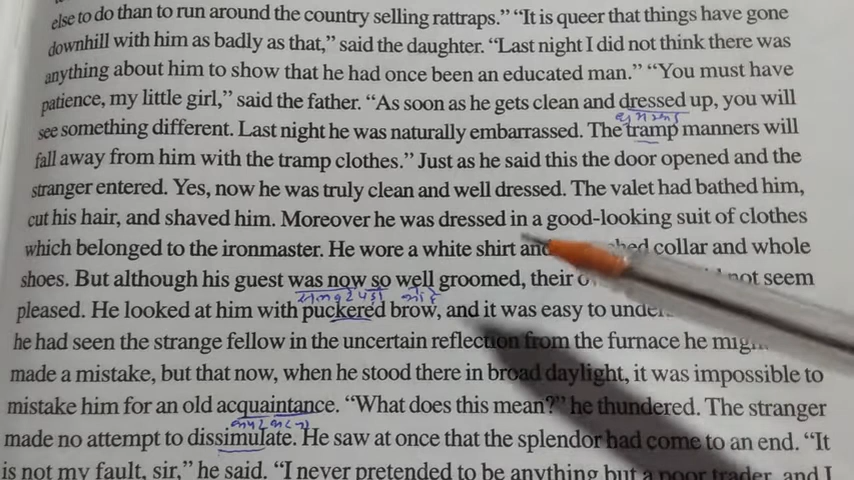 else to do than to run around the country selling rattraps.” “It is queer that things have gone
downhill with him as badly as that,” said the daughter. “Last night I did not think there was
anything about him to show that he had once been an educated man.” “You must have
patience, my little girl,” said the father. “As soon as he gets clean and dressed up, you will
see something different. Last night he was naturally embarrassed. The tramp manners will
fall away from him with the tramp clothes.” Just as he said this the door opened and the
stranger entered. Yes, now he was truly clean and well dressed. The valet had bathed him,
cut his hair, and shaved him. Moreover he was dressed in a good-looking suit of clothes
which belonged to the ironmaster. He wore a white shirt and collar and whole
shoes. But although his guest was now so well groomed, their not seem
pleased. He looked at him with puckered brow, and it was easy to
he had seen the strange fellow in the uncertain reflection from the furnace he
made a mistake, but that now, when he stood there in broad daylight, it was impossible to
mistake him for an old acquaintance. “What does this mean?” he thundered. The stranger
made no attempt to dissimulate. He saw at once that the splendor had come to an end. “It
is not my fault, sir,” he said. “I never pretended to be anything but a poor trader, and I